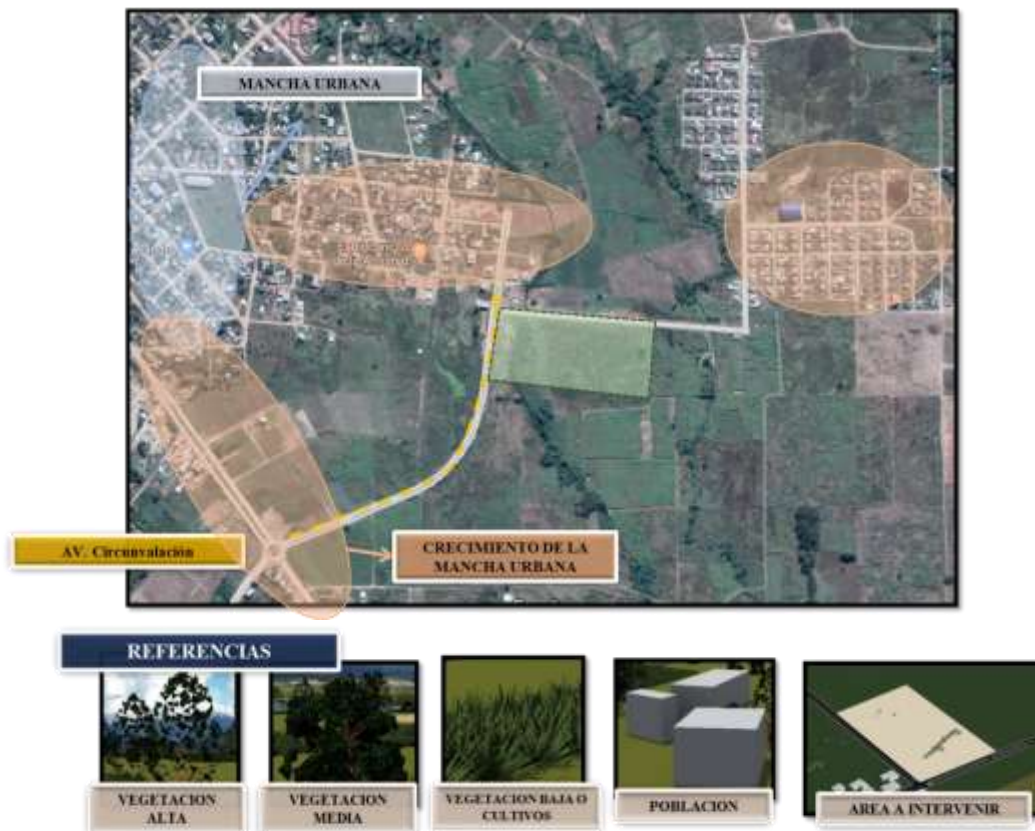 MANCHA URBANA
AV. Circunvalación
CRECIMIENTO DE LA
MANCHA URBANA
REFERENCIAS
VEGETACION
ALTA
VEGETACION
MEDIA
VEGETACION BAJA O
CULTIVOS
POBLACION
AREA A INTERVENIR